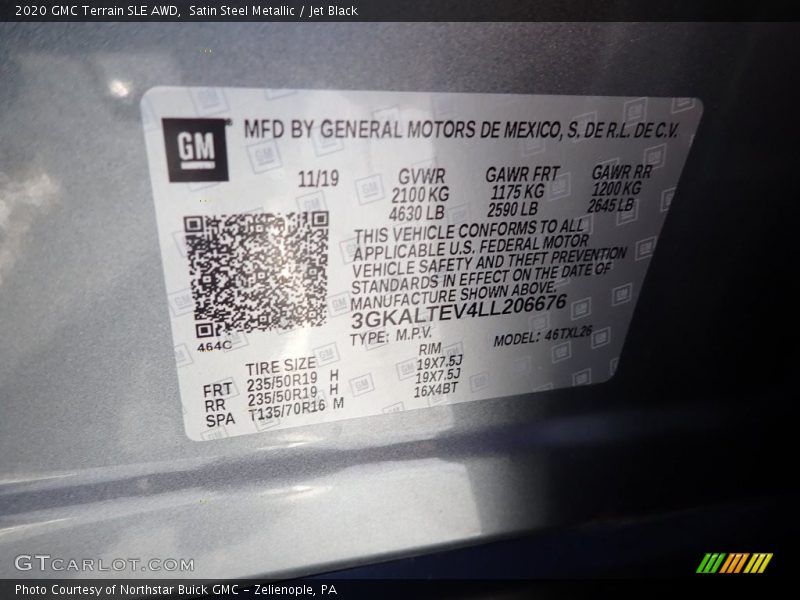 2020 GMC Terrain SLE AWD,  Satin Steel Metallic / Jet Black
GM
MFD BY GENERAL MOTORS DE MEXICO, S. DE R.L. DE C.V.
11/19 GVWR GAWR FRT GAWR RR
2100 KG 1175 KG 1200 KG
4630 LB 2590 LB 2645 LB
THIS VEHICLE CONFORMS TO ALL
APPLICABLE U.S. FEDERAL MOTOR
VEHICLE SAFETY AND THEFT PREVENTION
STANDARDS IN EFFECT ON THE DATE OF
MANUFACTURE SHOWN ABOVE.
3GKALTEV4LL206676
464C TYPE: M.P.V. MODEL: 46TXL26
TIRE SIZE RIM
FRT 235/50R19 H 19X7.5J
RR 235/50R19 H 19X7.5J
SPA T135/70R16 M 16X4BT
GTCARLOT.COM
Photo Courtesy of Northstar Buick GMC - Zelienople, PA